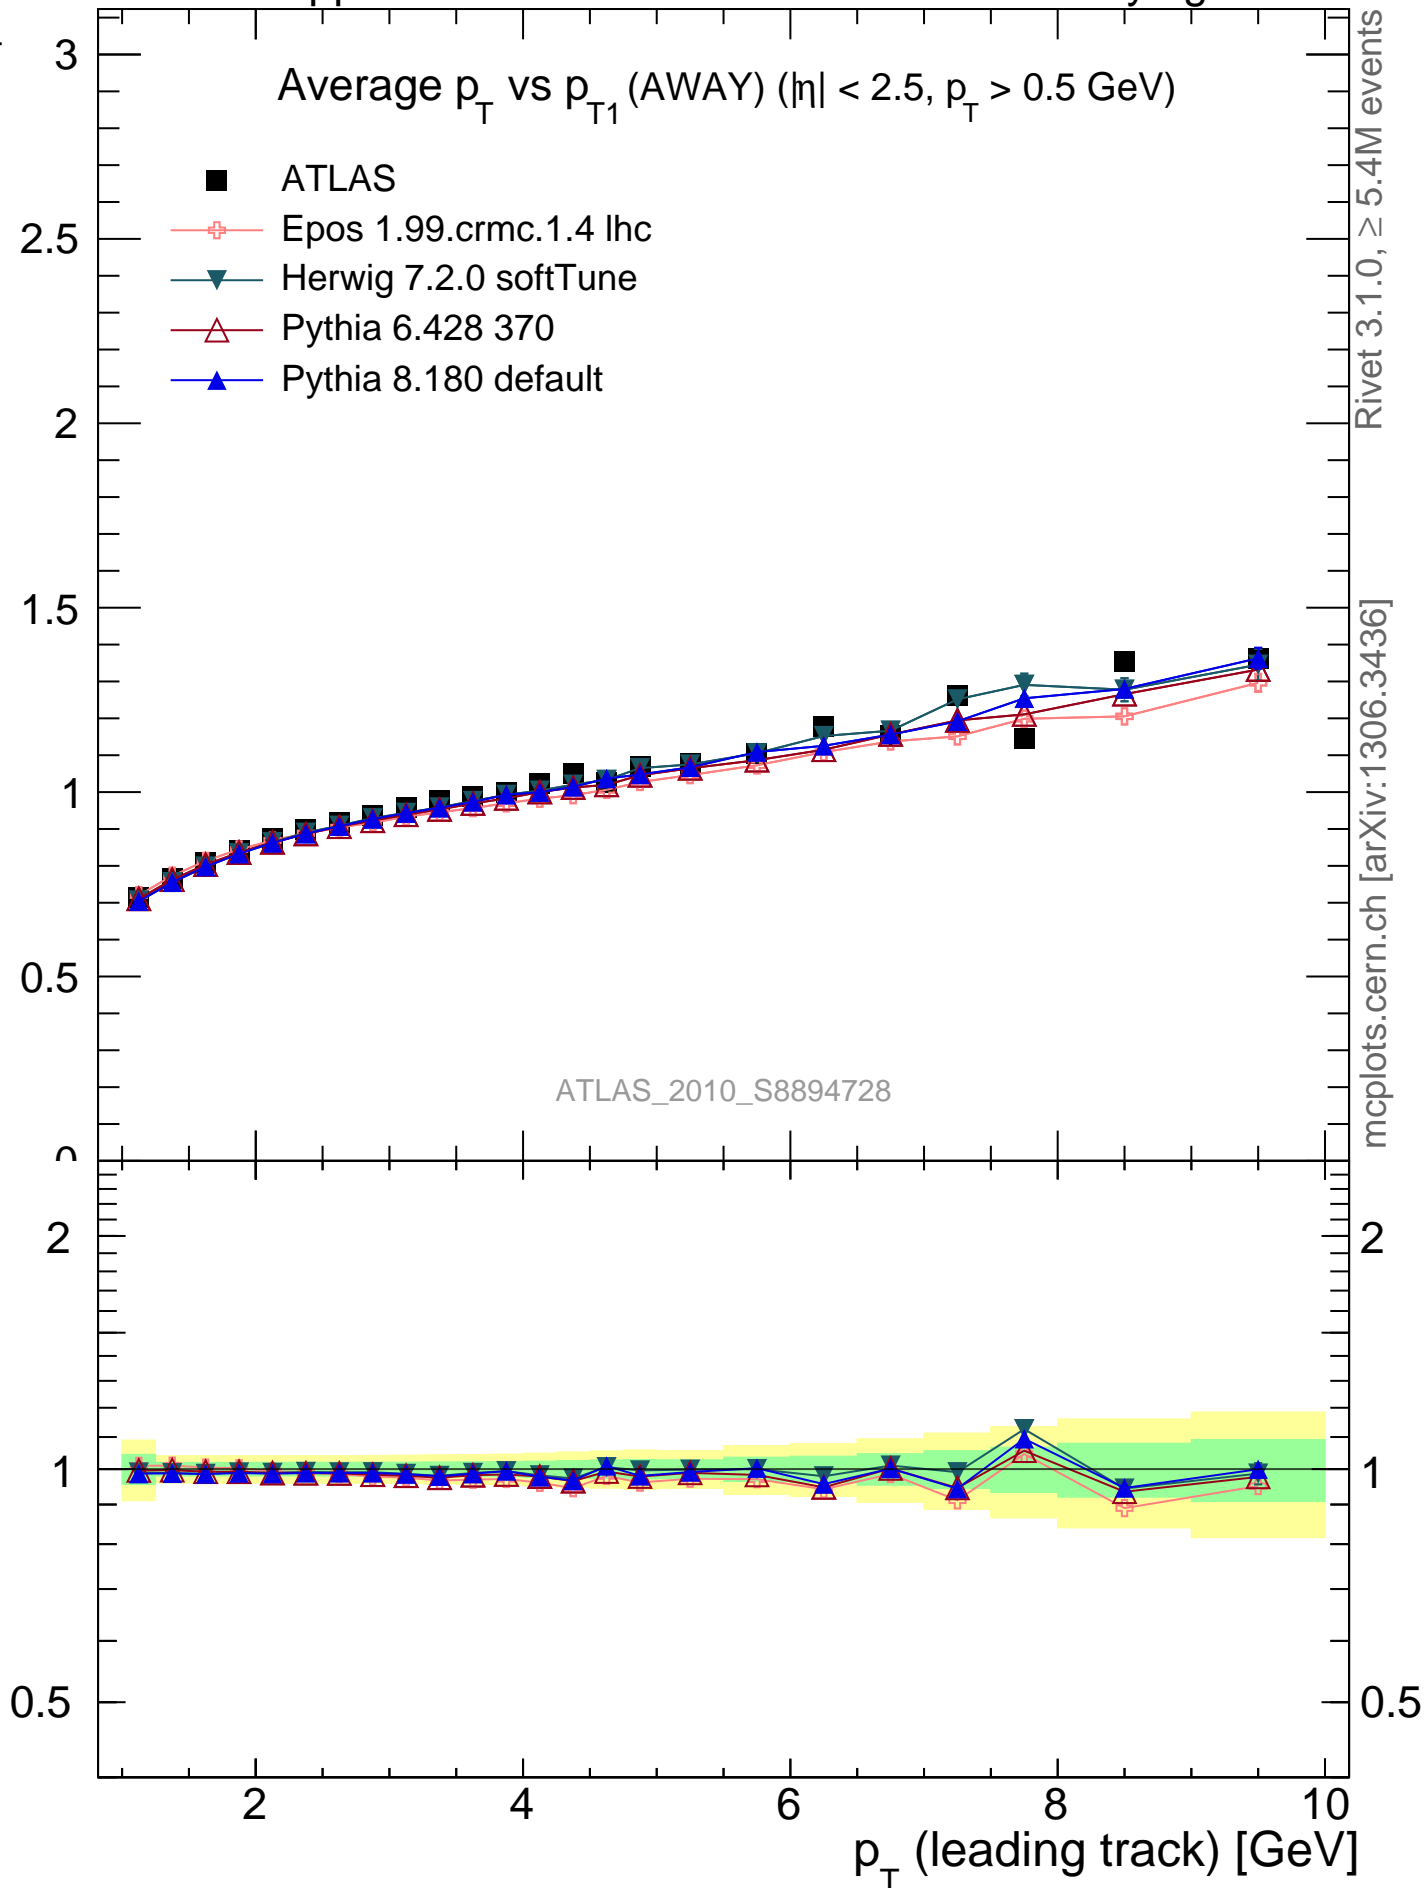 3
2.5
2
1.5
1
0.5
0
Average p_T vs p_T1 (AWAY) (|η| < 2.5, p_T > 0.5 GeV)
ATLAS
Epos 1.99.crmc.1.4 lhc
Herwig 7.2.0 softTune
Pythia 6.428 370
Pythia 8.180 default
ATLAS_2010_S8894728
Rivet 3.1.0, ≥ 5.4M events
mcplots.cern.ch [arXiv:1306.3436]
2
1
0.5
2
1
0.5
2
4
6
8
10
p_T (leading track) [GeV]